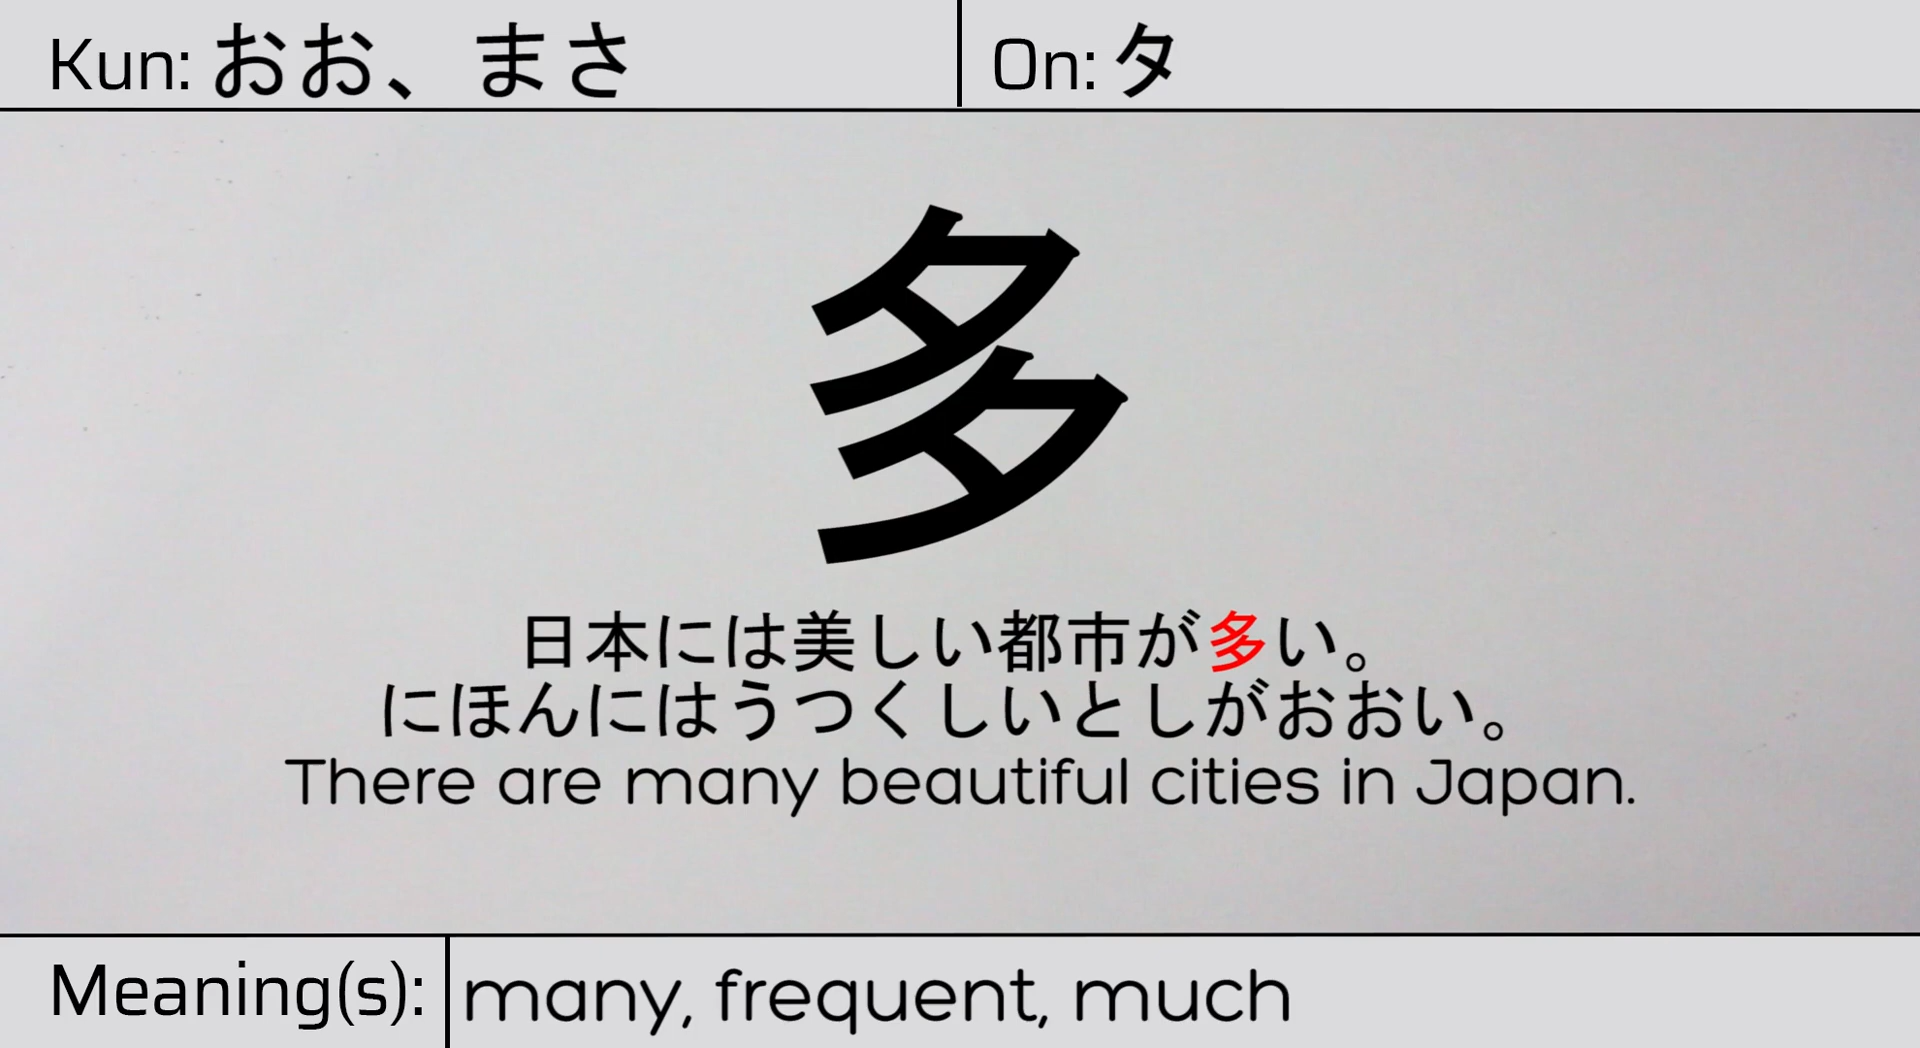 Kun: おお、まさ
On: タ
多
日本には美しい都市が多い。
にほんにはうつくしいとしがおおい。
There are many beautiful cities in Japan.
Meaning(s): many, frequent, much